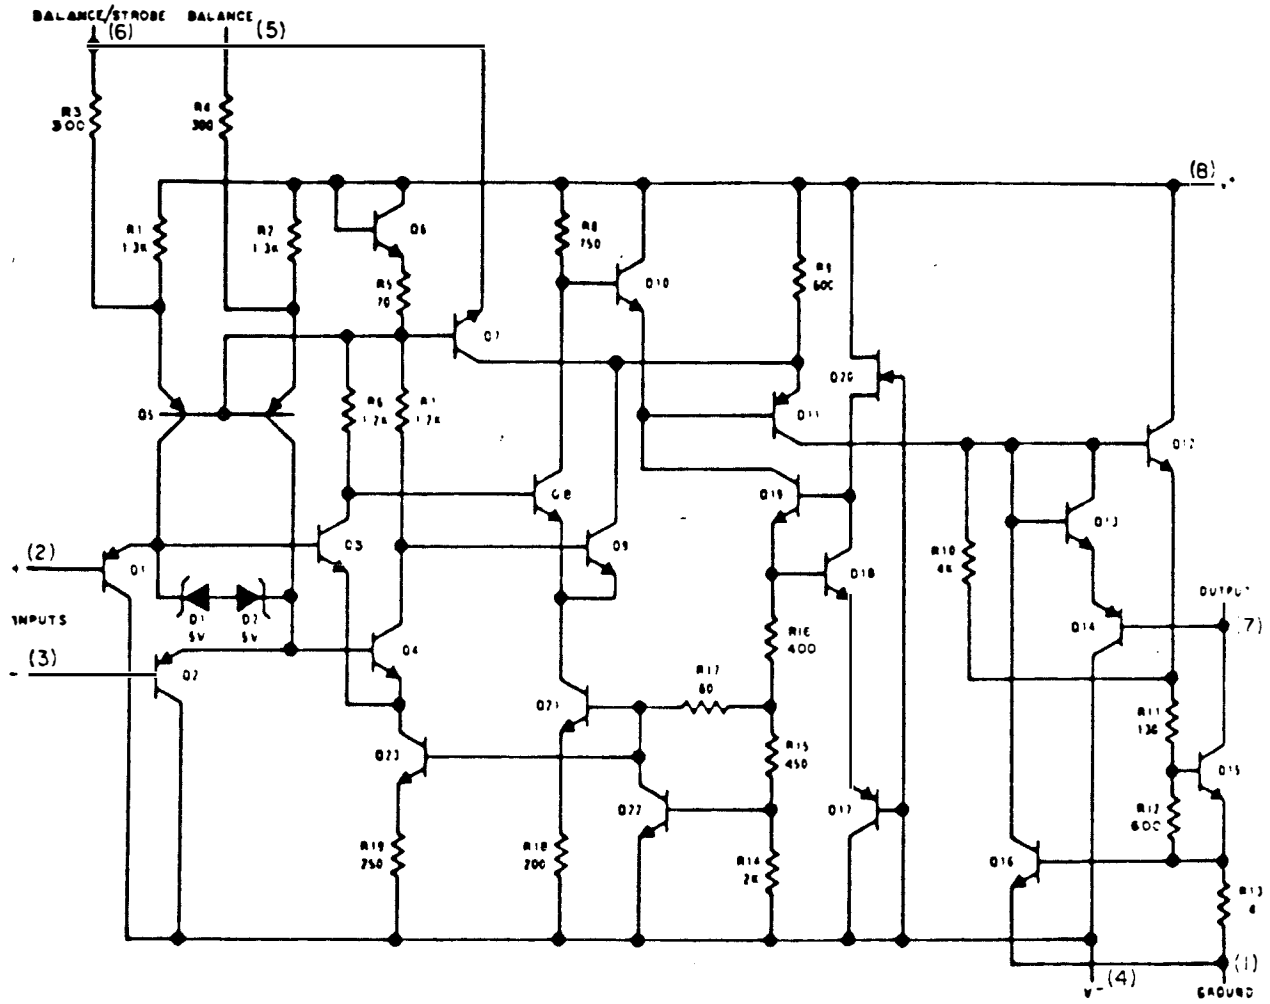 BALANCE/STROBE
BALANCE
(6)
(5)
R3
300
R4
300
(8)
V+
R1
1.3K
R2
1.3K
Q6
R8
750
R5
70
Q10
R9
600
Q7
Q20
Q5
R6
1.2K
1.2K
Q11
Q12
Q8
Q19
Q13
(2)
+
Q1
Q3
Q9
R10
4K
Q18
D1
5V
D2
5V
INPUTS
OUTPUT
(7)
Q14
R16
400
- (3)
Q2
Q4
R17
60
Q21
R11
130
Q23
R15
450
Q15
Q22
Q17
R12
600
R19
250
R18
200
R14
2K
Q16
R13
4
V-
(4)
(1)
GROUND